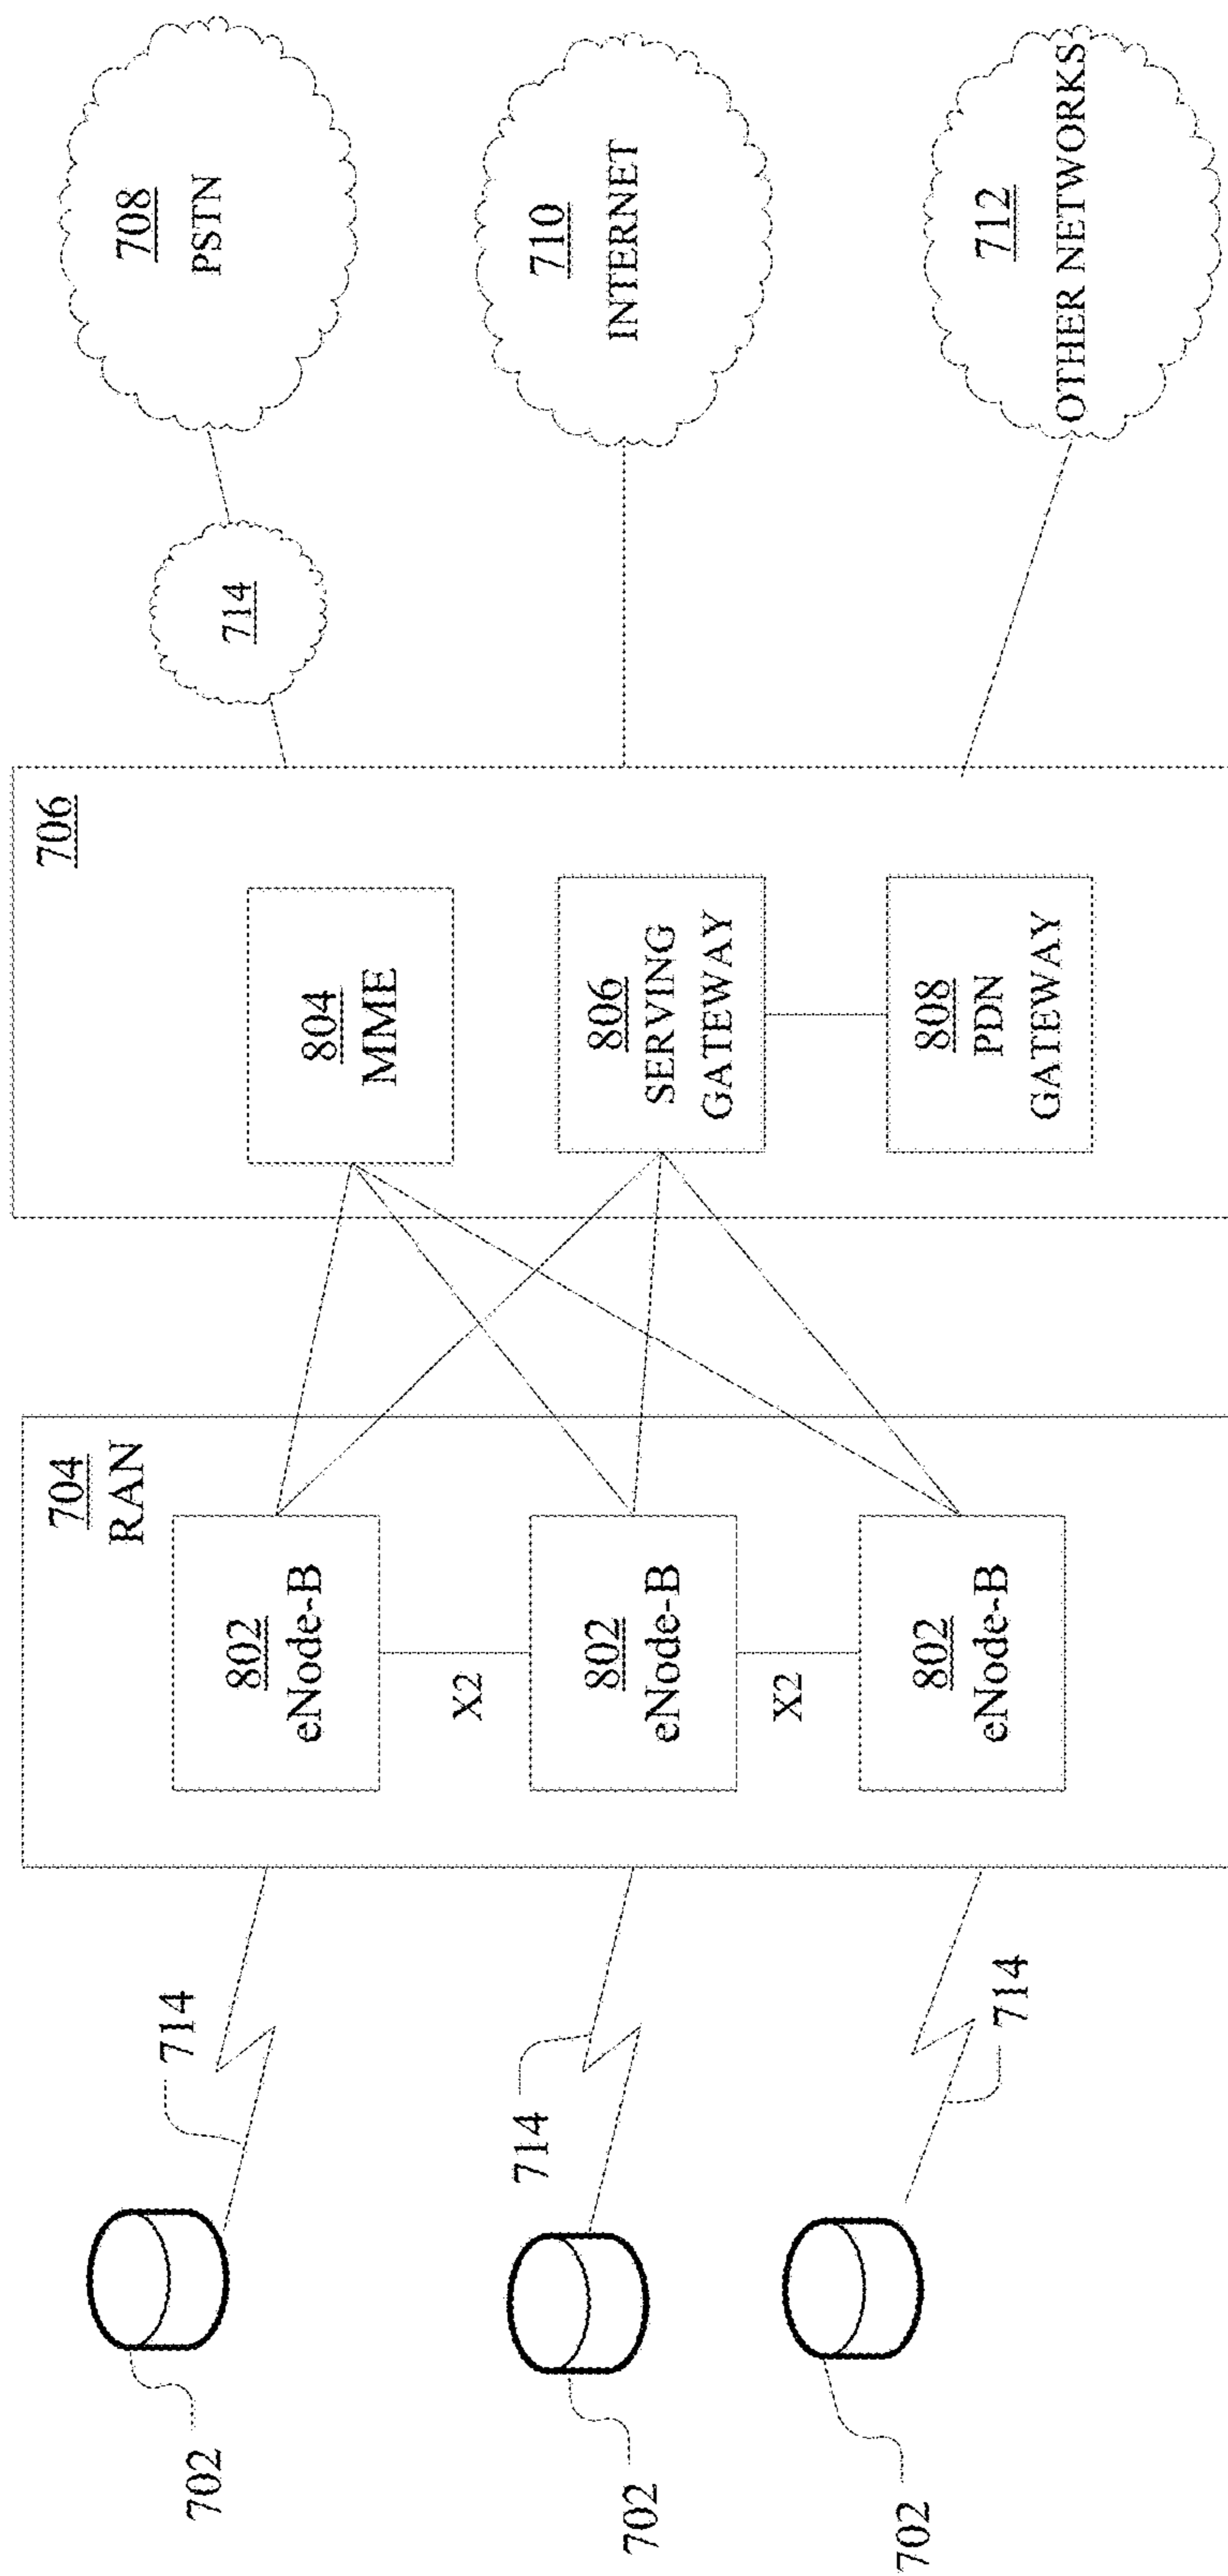 702
702
702
714
714
714
704
RAN
802
eNode-B
X2
802
eNode-B
X2
802
eNode-B
706
804
MME
806
SERVING
GATEWAY
808
PDN
GATEWAY
714
708
PSTN
710
INTERNET
712
OTHER NETWORKS